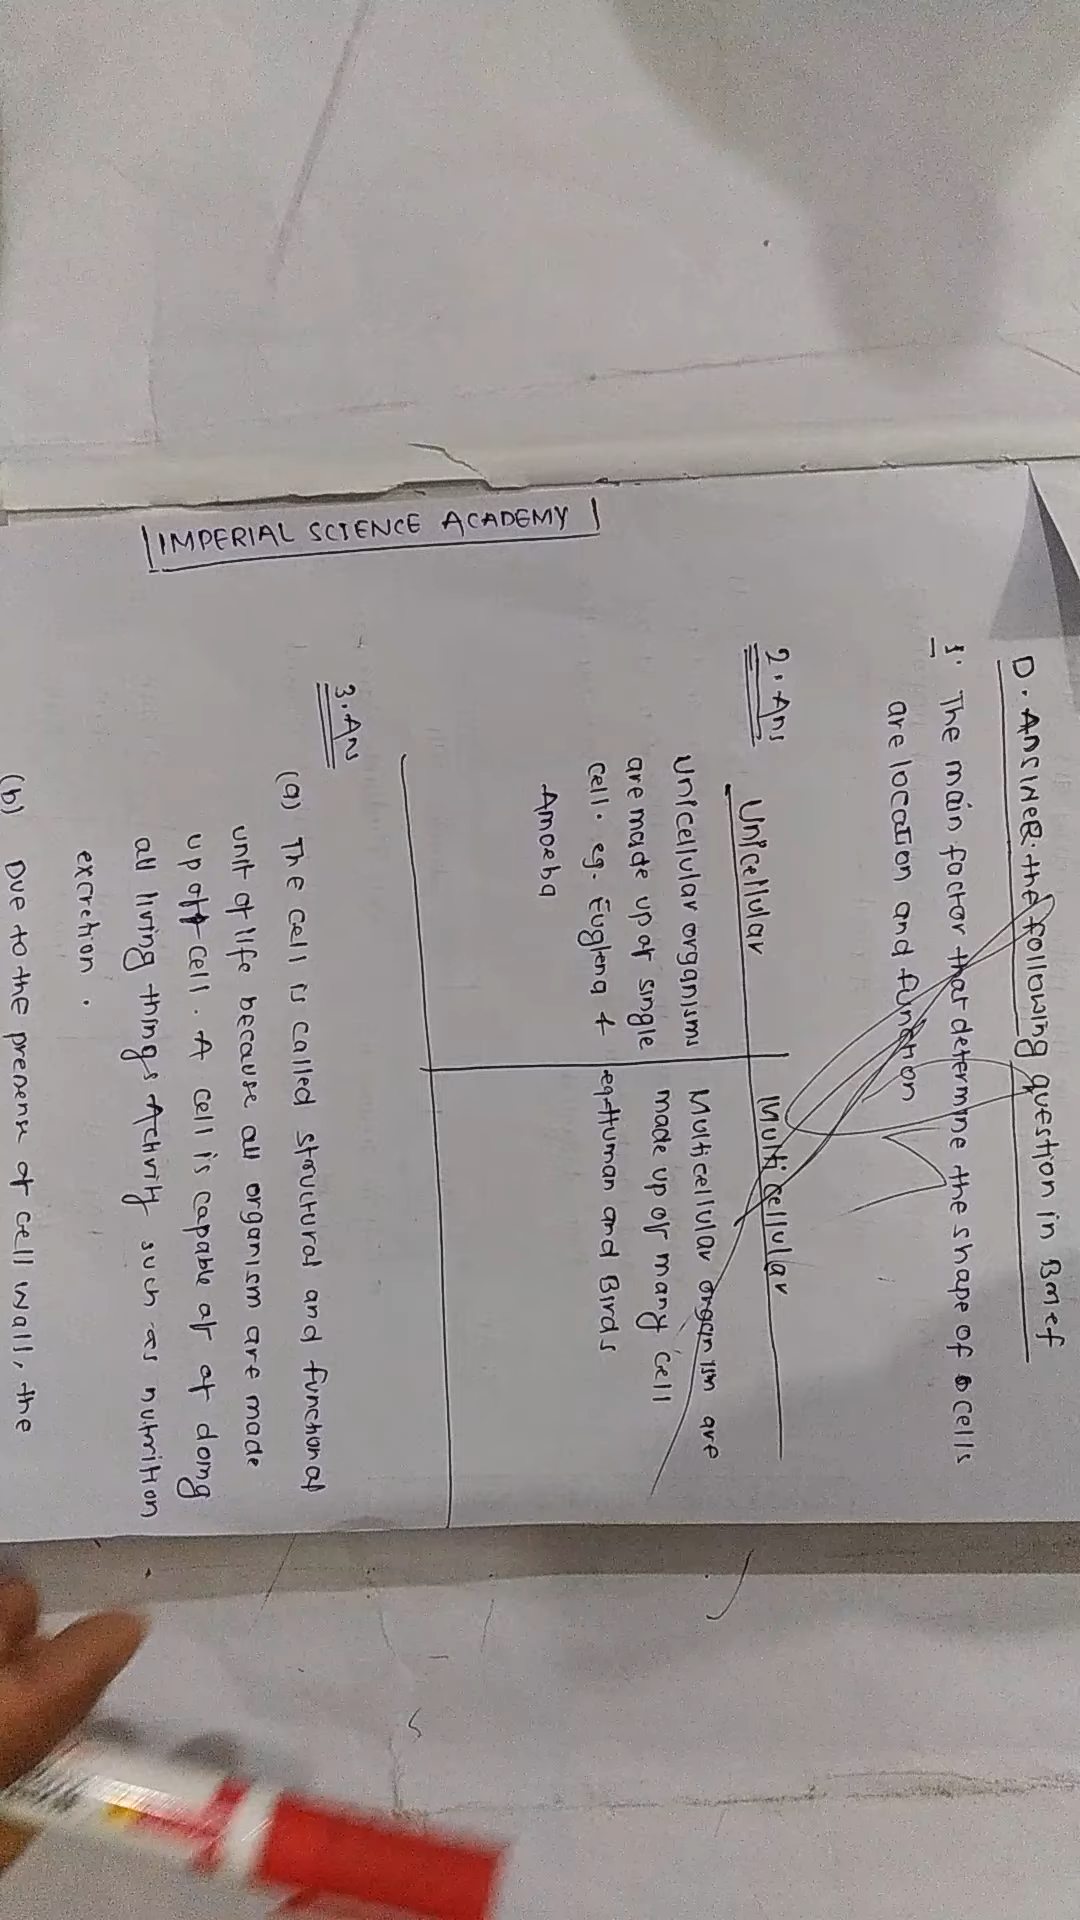 IMPERIAL SCIENCE ACADEMY
D. ANSWER the following question in Brief
1. The main factor that determine the shape of cells
are location and function
2. Ans
Unicellular
Multicellular
Unicellular organisms
are made up of single
cell. eg. Euglena &
Amoeba
Multicellular organism are
made up of many cell
eg-Human and Birds
3. AN
(a) The cell is called structural and functional
unit of life because all organism are made
up of cell. A cell is capable of of doing
all living things Activity such as nutrition
excretion.
(b) Due to the presense of cell wall, the